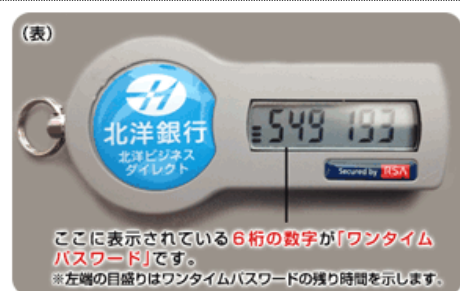 (表)
北洋銀行
北洋ビジネス
ダイレクト
549 193
Secured by RSA
ここに表示されている6桁の数字が「ワンタイム
パスワード」です。
※左端の目盛りはワンタイムパスワードの残り時間を示します。